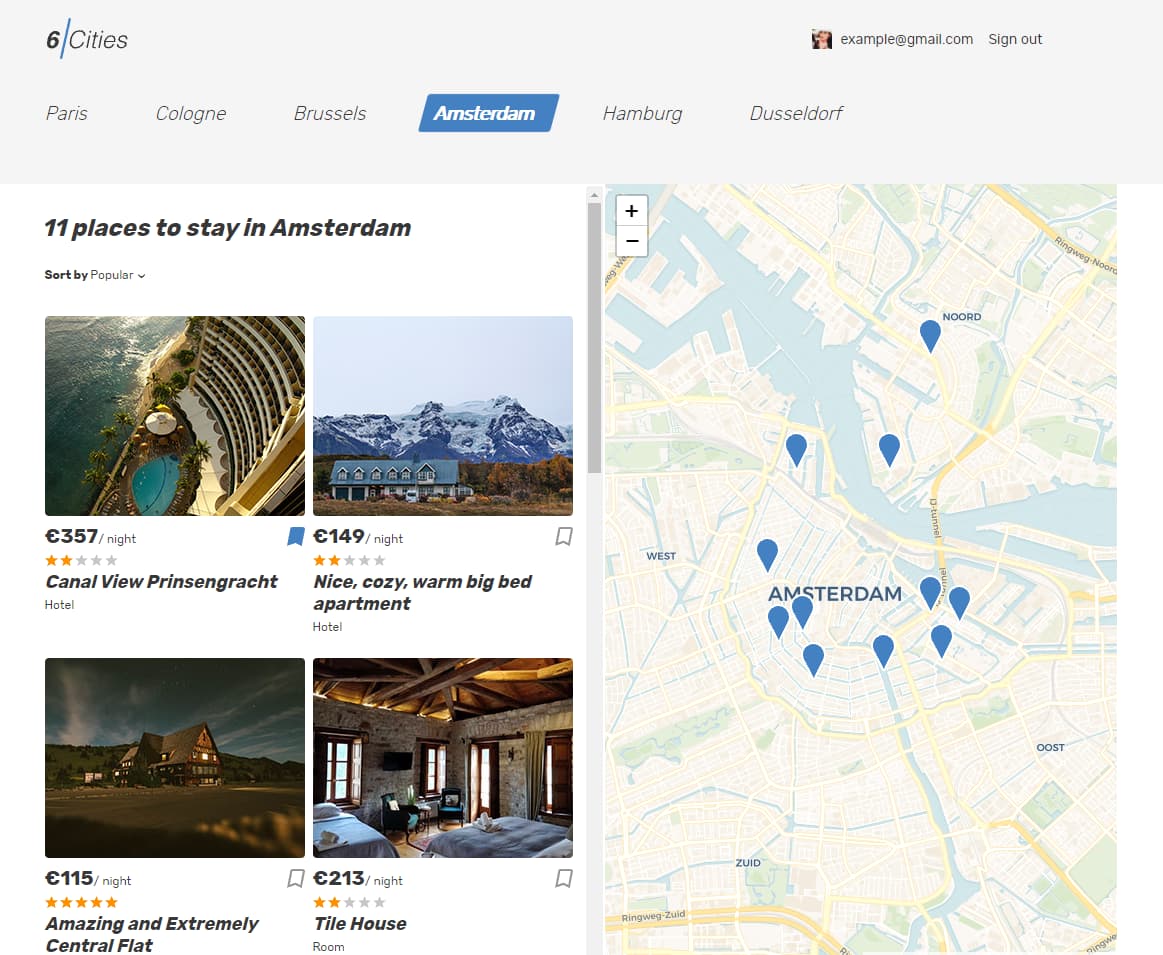 6 Cities
example@gmail.com Sign out
Paris Cologne Brussels Amsterdam Hamburg Dusseldorf
11 places to stay in Amsterdam
Sort by Popular
€357/ night
Canal View Prinsengracht
Hotel
€149/ night
Nice, cozy, warm big bed
apartment
Hotel
€115/ night
Amazing and Extremely
Central Flat
€213/ night
Tile House
Room
+
−
Ringweg-Noord
NOORD
IJ-tunnel
WEST
AMSTERDAM
OOST
ZUID
Ringweg-Zuid